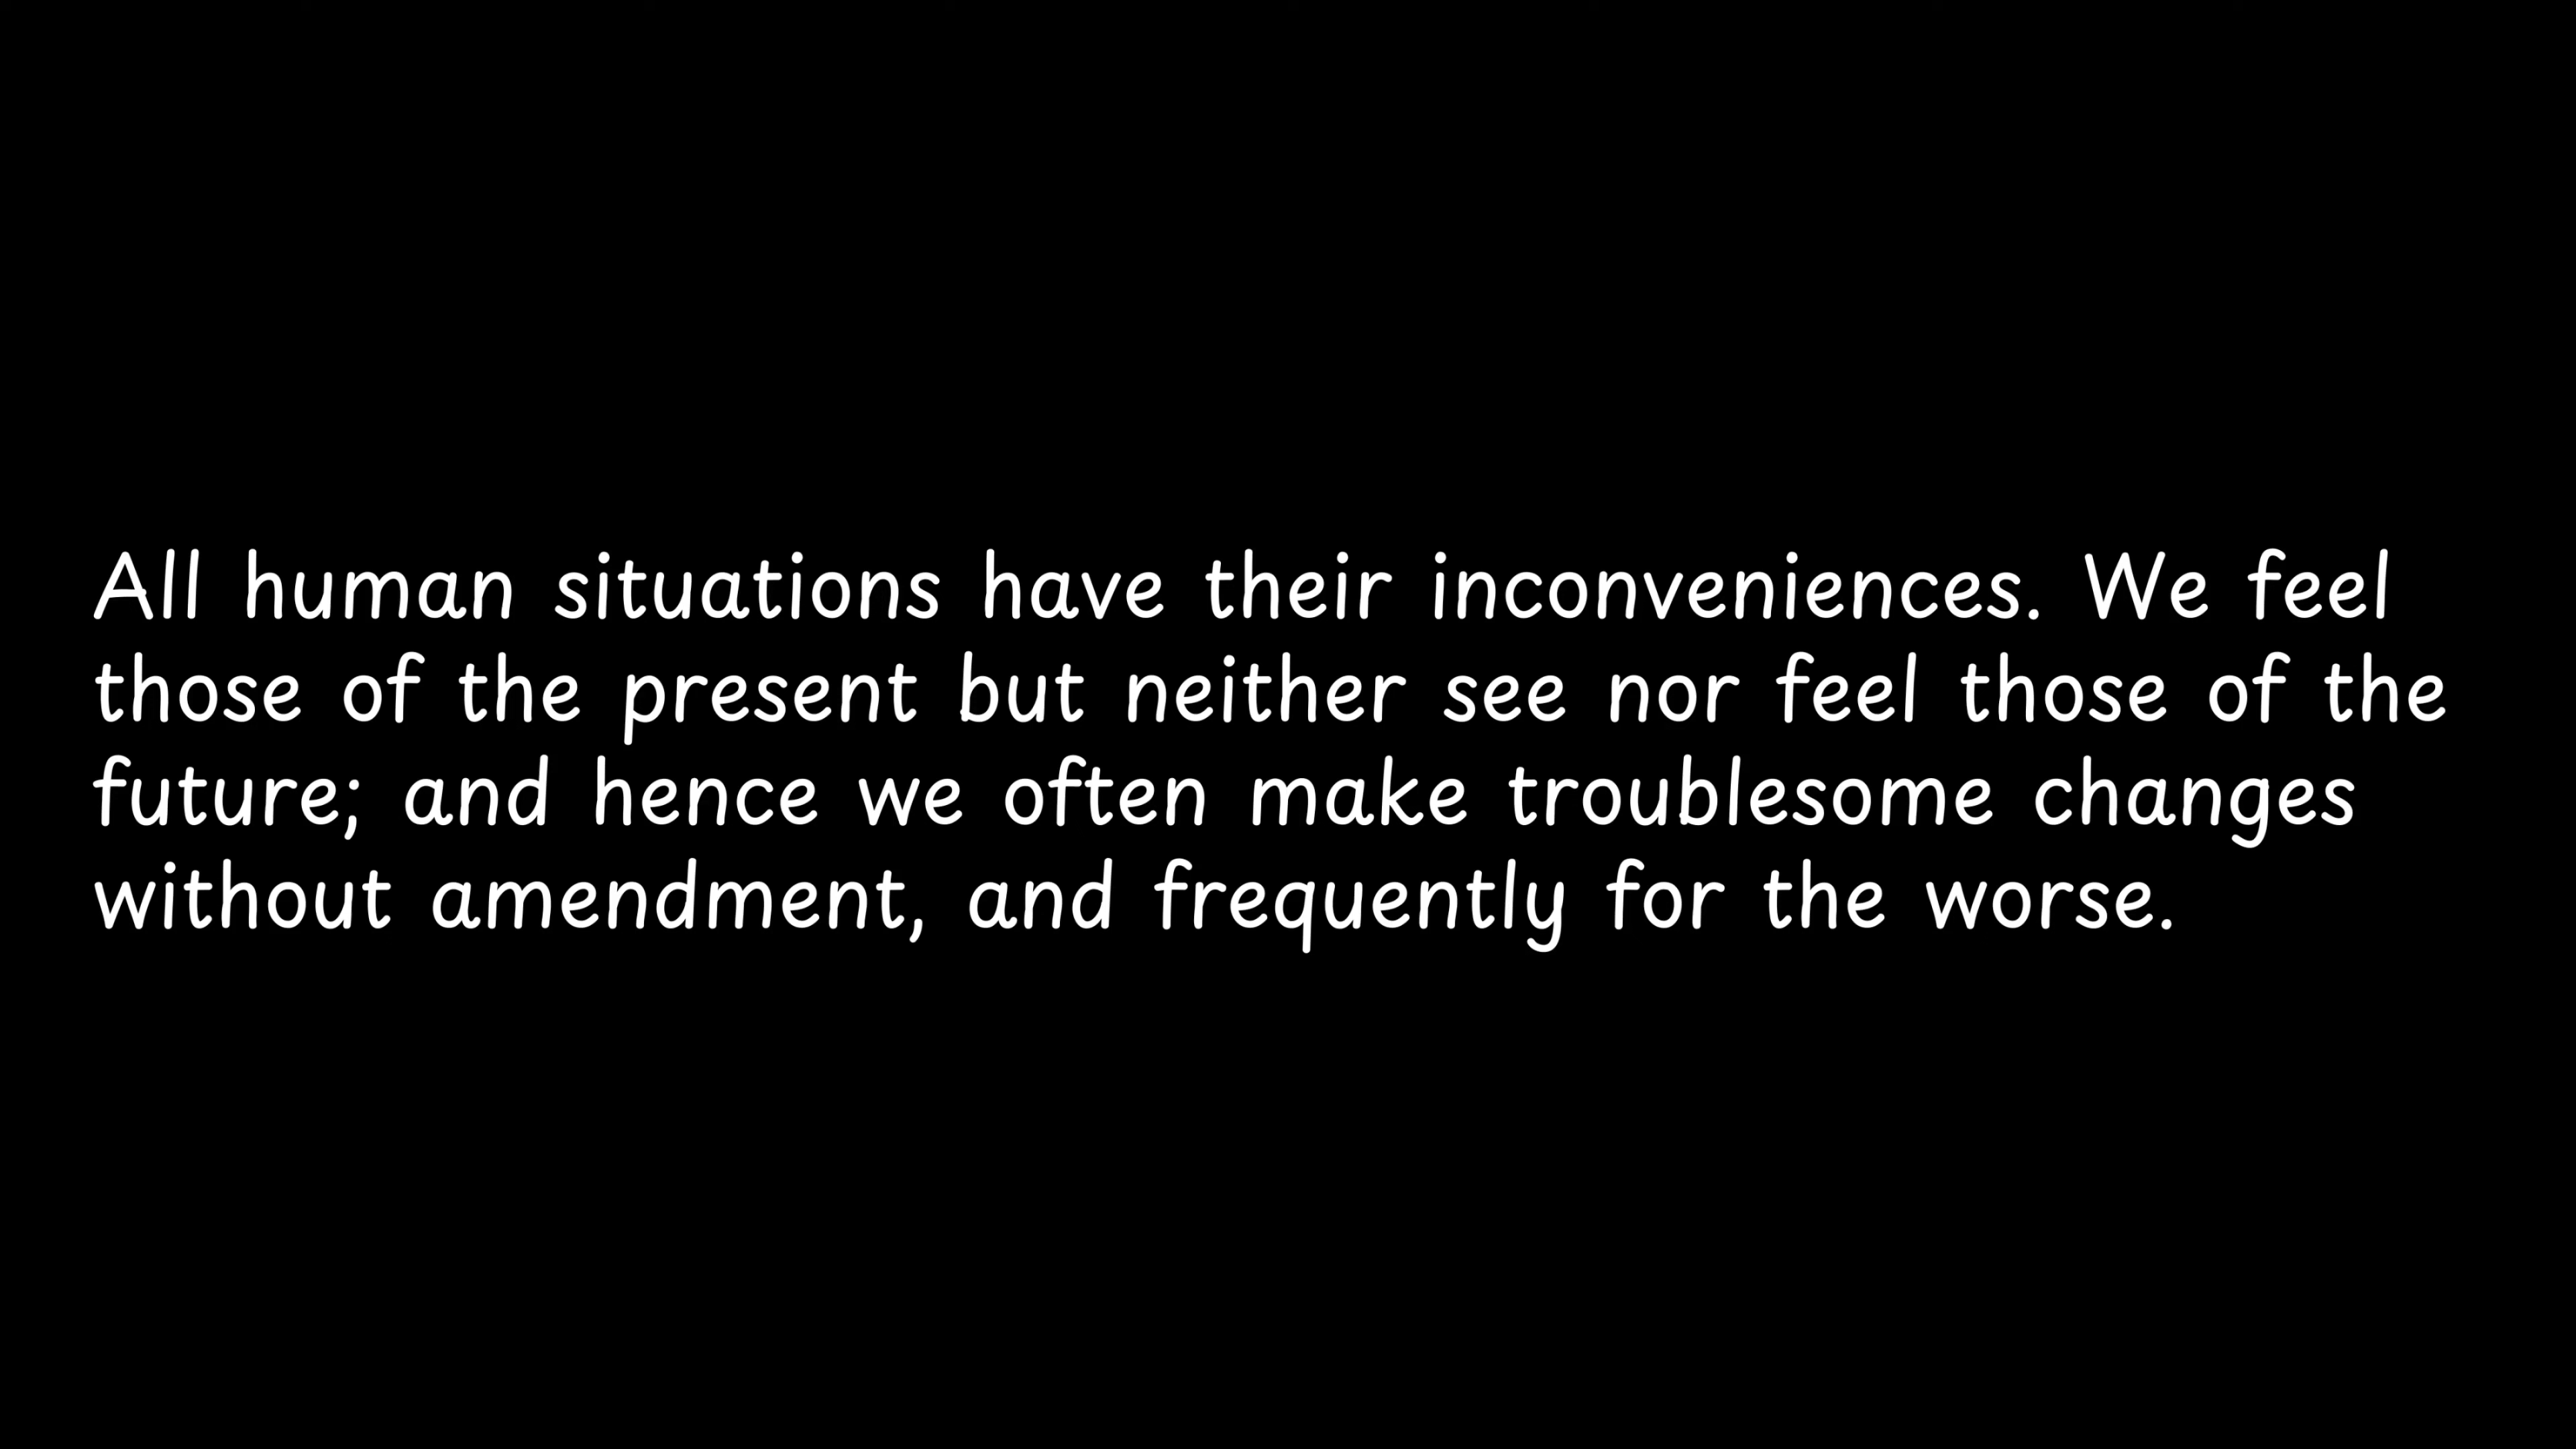 All human situations have their inconveniences. We feel
those of the present but neither see nor feel those of the
future; and hence we often make troublesome changes
without amendment, and frequently for the worse.